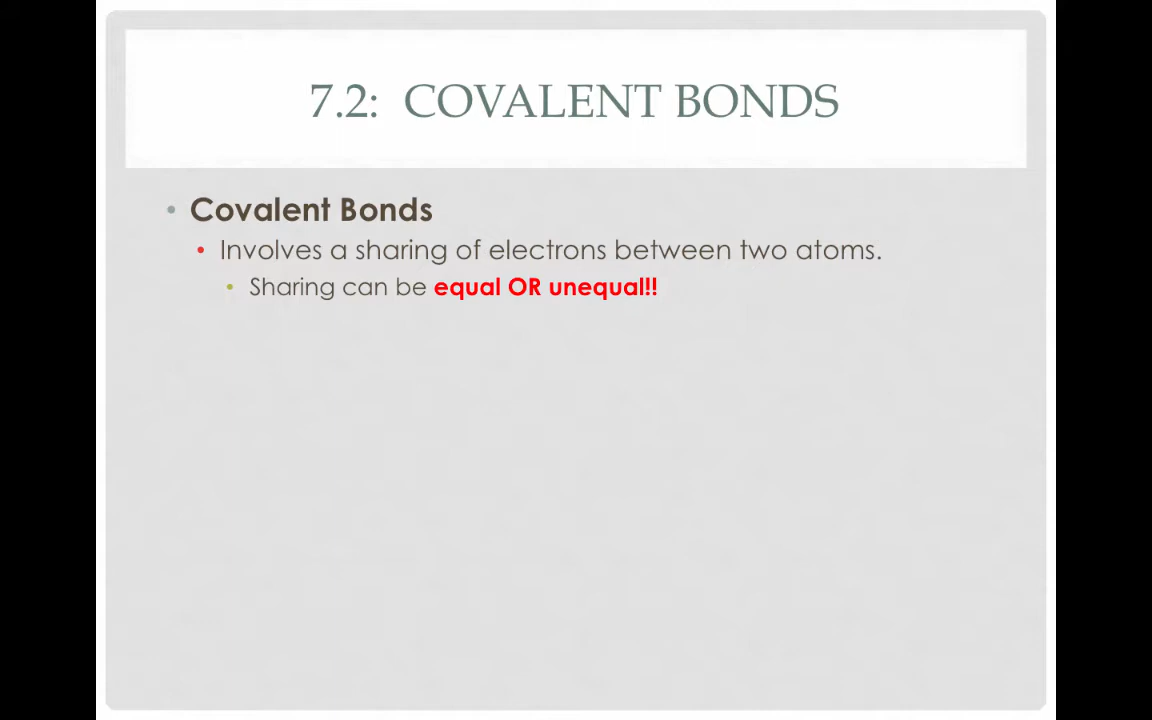 7.2: COVALENT BONDS
• Covalent Bonds
• Involves a sharing of electrons between two atoms.
• Sharing can be equal OR unequal!!